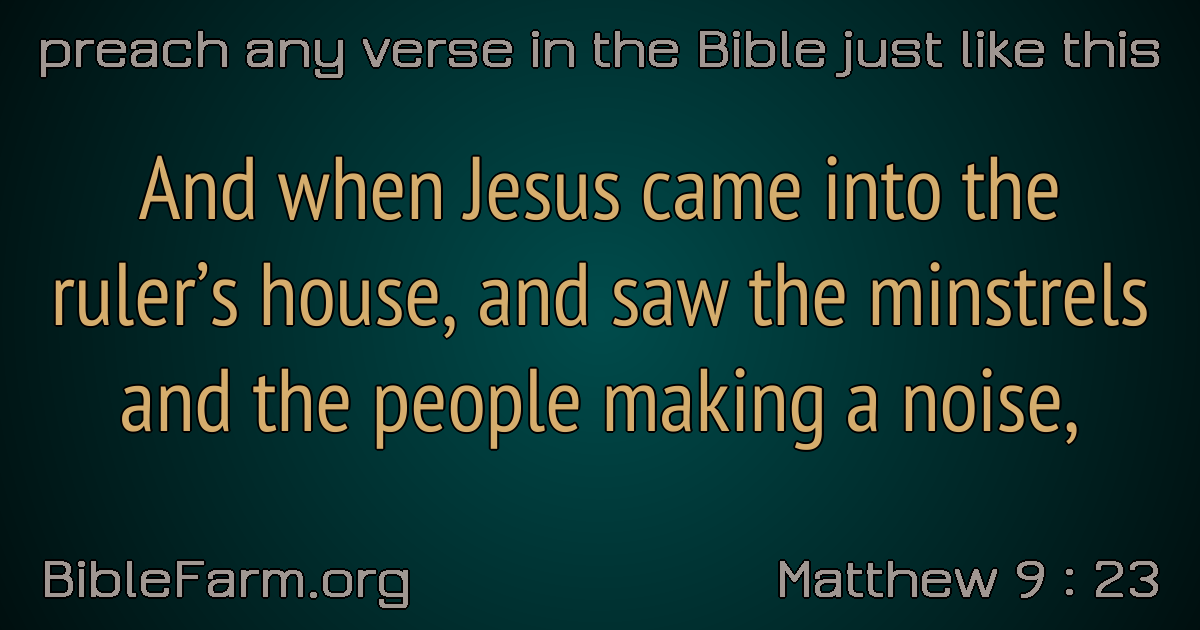 preach any verse in the Bible just like this
And when Jesus came into the
ruler’s house, and saw the minstrels
and the people making a noise,
BibleFarm.org
Matthew 9 : 23